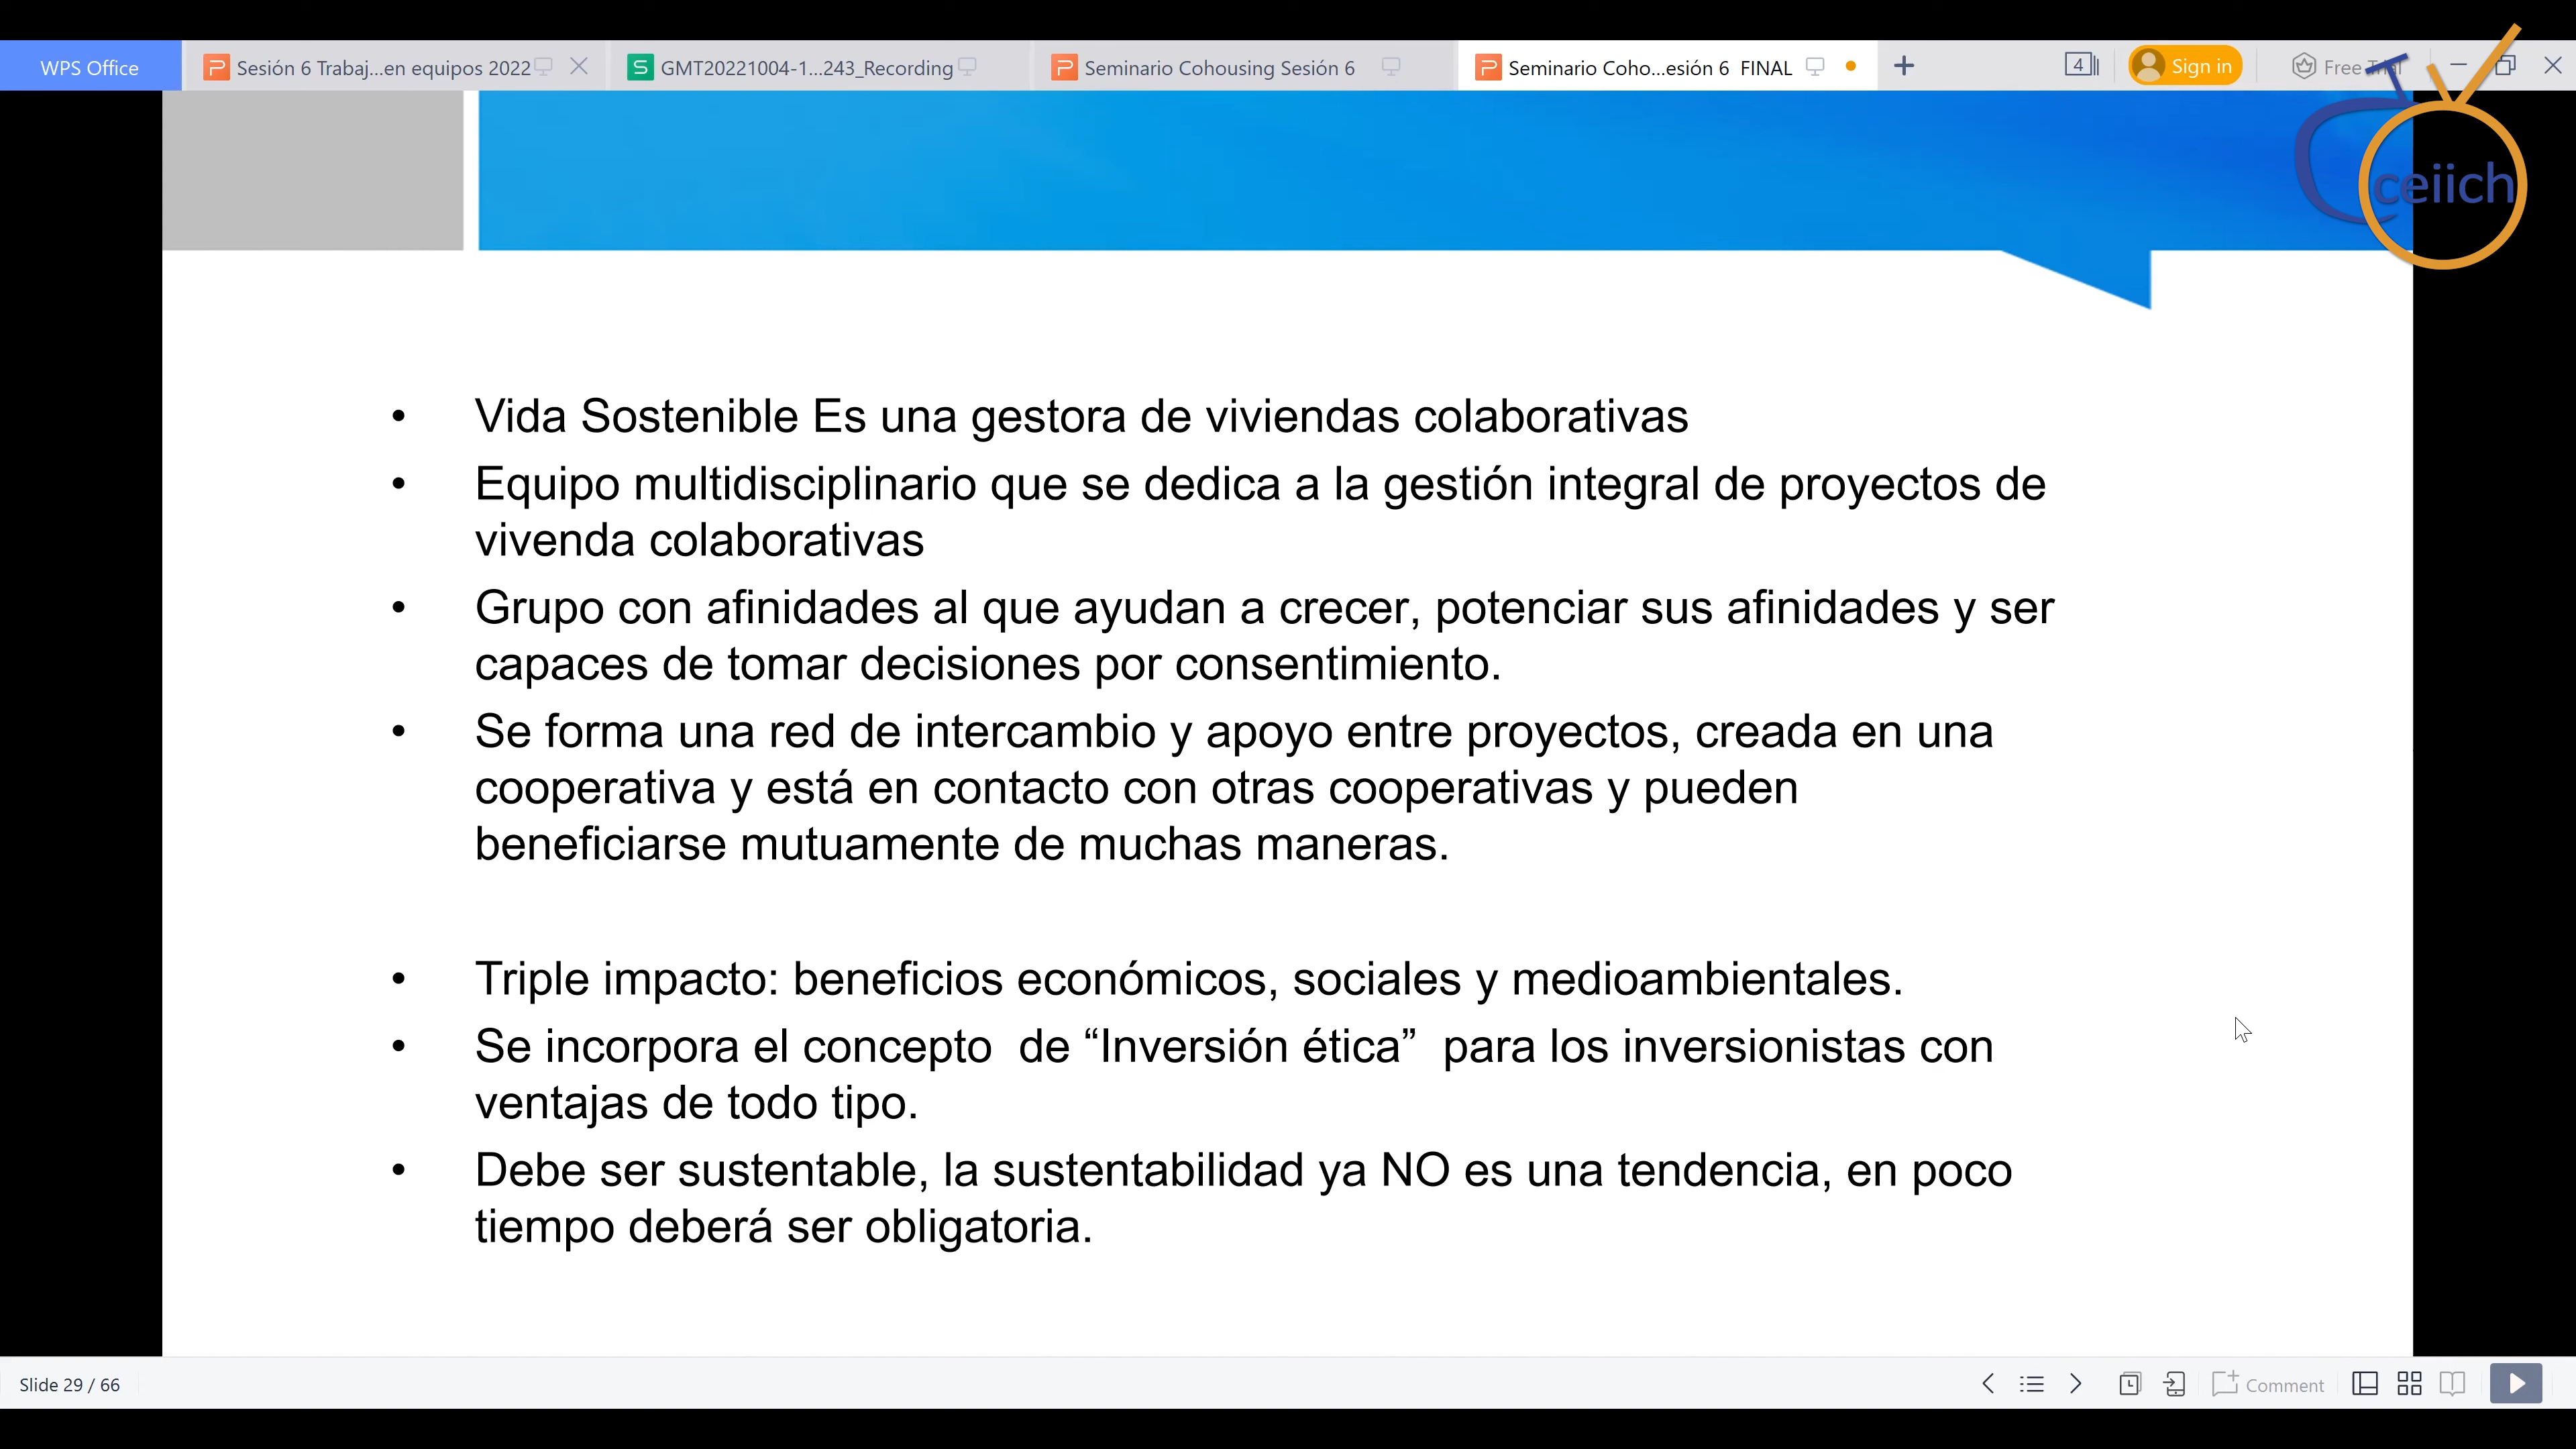 WPS Office
Sesión 6 Trabaj...en equipos 2022
GMT20221004-1...243_Recording
Seminario Cohousing Sesión 6
Seminario Coho...esión 6 FINAL
4
Sign in
Free
TV
ceiich
• Vida Sostenible Es una gestora de viviendas colaborativas
• Equipo multidisciplinario que se dedica a la gestión integral de proyectos de
vivenda colaborativas
• Grupo con afinidades al que ayudan a crecer, potenciar sus afinidades y ser
capaces de tomar decisiones por consentimiento.
• Se forma una red de intercambio y apoyo entre proyectos, creada en una
cooperativa y está en contacto con otras cooperativas y pueden
beneficiarse mutuamente de muchas maneras.
• Triple impacto: beneficios económicos, sociales y medioambientales.
• Se incorpora el concepto  de “Inversión ética”  para los inversionistas con
ventajas de todo tipo.
• Debe ser sustentable, la sustentabilidad ya NO es una tendencia, en poco
tiempo deberá ser obligatoria.
Slide 29 / 66
Comment